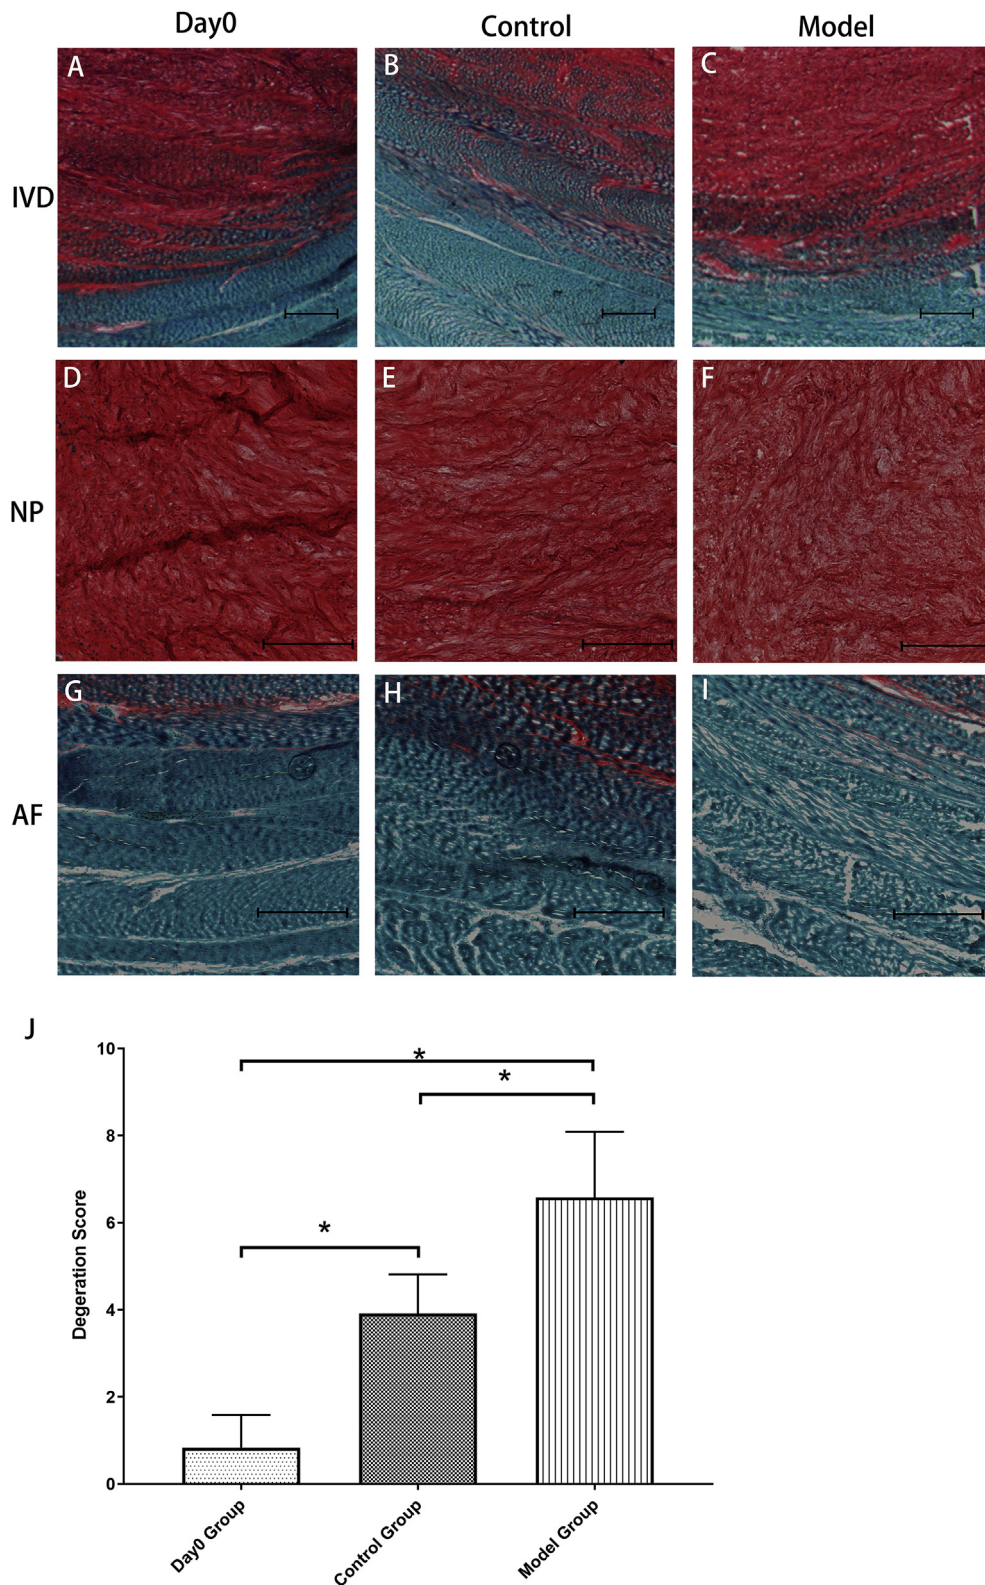 Day0 Control Model
A B C
IVD
D E F
NP
G H I
AF
J
10
*
*
8
6
*
4
2
0
Degeration Score
Day0 Group
Control Group
Model Group